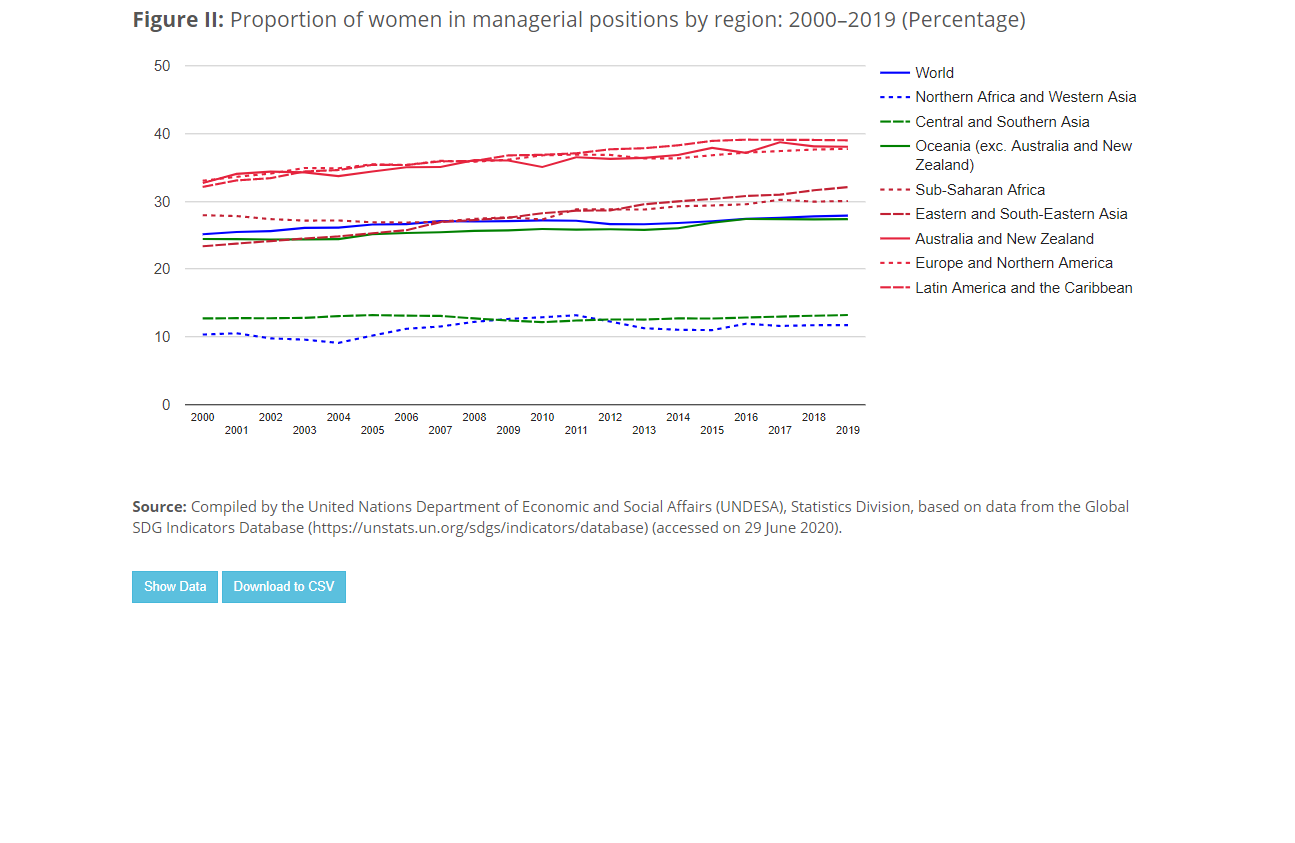 Figure II: Proportion of women in managerial positions by region: 2000–2019 (Percentage)
50
40
30
20
10
0
2000 2002 2004 2006 2008 2010 2012 2014 2016 2018
2001 2003 2005 2007 2009 2011 2013 2015 2017 2019
World
Northern Africa and Western Asia
Central and Southern Asia
Oceania (exc. Australia and New
Zealand)
Sub-Saharan Africa
Eastern and South-Eastern Asia
Australia and New Zealand
Europe and Northern America
Latin America and the Caribbean
Source: Compiled by the United Nations Department of Economic and Social Affairs (UNDESA), Statistics Division, based on data from the Global
SDG Indicators Database (https://unstats.un.org/sdgs/indicators/database) (accessed on 29 June 2020).
Show Data Download to CSV